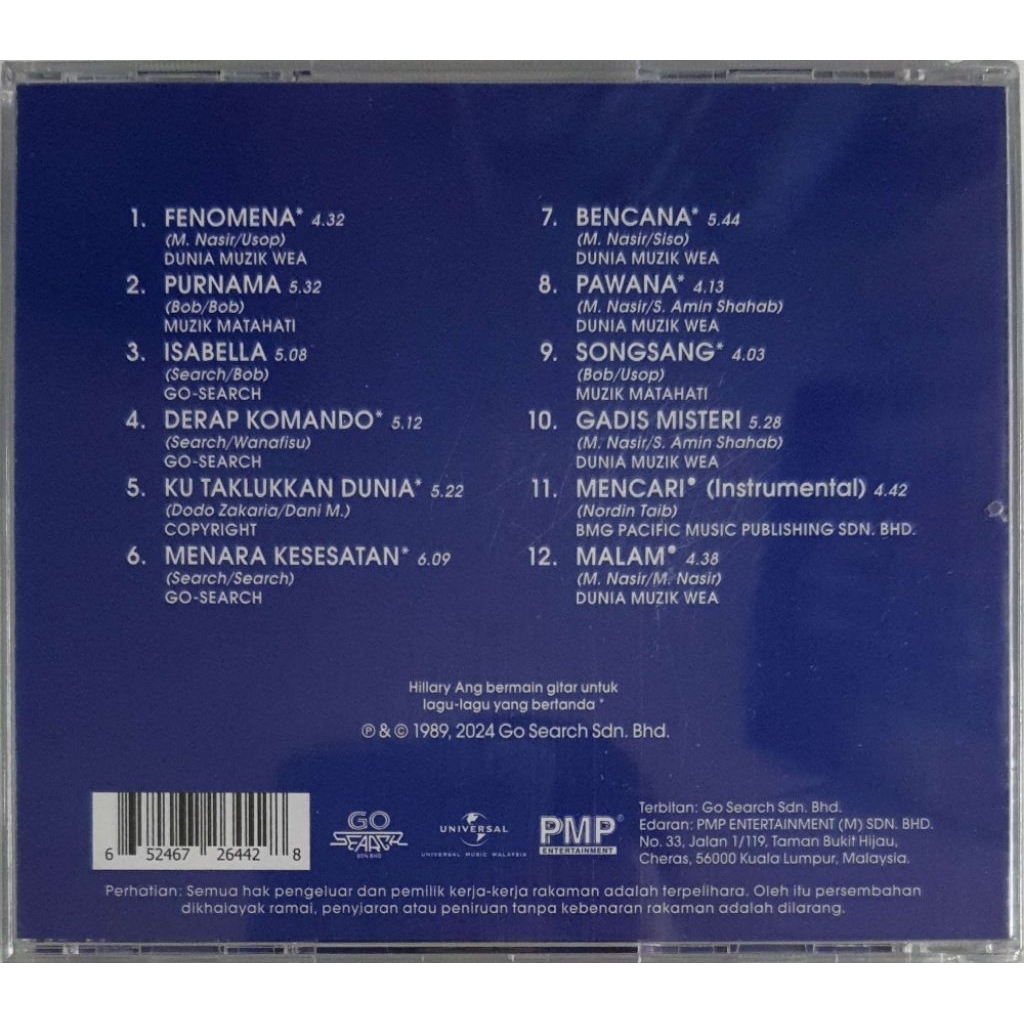 1. FENOMENA* 4.32
(M. Nasir/Usop)
DUNIA MUZIK WEA
2. PURNAMA 5.32
(Bob/Bob)
MUZIK MATAHATI
3. ISABELLA 5.08
(Search/Bob)
GO-SEARCH
4. DERAP KOMANDO* 5.12
(Search/Wanafisu)
GO-SEARCH
5. KU TAKLUKKAN DUNIA* 5.22
(Dodo Zakaria/Dani M.)
COPYRIGHT
6. MENARA KESESATAN* 6.09
(Search/Search)
GO-SEARCH
7. BENCANA* 5.44
(M. Nasir/Siso)
DUNIA MUZIK WEA
8. PAWANA* 4.13
(M. Nasir/S. Amin Shahab)
DUNIA MUZIK WEA
9. SONGSANG* 4.03
(Bob/Usop)
MUZIK MATAHATI
10. GADIS MISTERI 5.28
(M. Nasir/S. Amin Shahab)
DUNIA MUZIK WEA
11. MENCARI• (Instrumental) 4.42
(Nordin Taib)
BMG PACIFIC MUSIC PUBLISHING SDN. BHD.
12. MALAM• 4.38
(M. Nasir/M. Nasir)
DUNIA MUZIK WEA
Hillary Ang bermain gitar untuk
lagu-lagu yang bertanda *
℗ & © 1989, 2024 Go Search Sdn. Bhd.
6 52467 26442 8
GO
SEARCH
SDN BHD
UNIVERSAL
UNIVERSAL MUSIC MALAYSIA
PMP®
ENTERTAINMENT
Terbitan: Go Search Sdn. Bhd.
Edaran: PMP ENTERTAINMENT (M) SDN. BHD.
No. 33, Jalan 1/119, Taman Bukit Hijau,
Cheras, 56000 Kuala Lumpur, Malaysia.
Perhatian: Semua hak pengeluar dan pemilik kerja-kerja rakaman adalah terpelihara. Oleh itu persembahan
dikhalayak ramai, penyiaran atau peniruan tanpa kebenaran rakaman adalah dilarang.